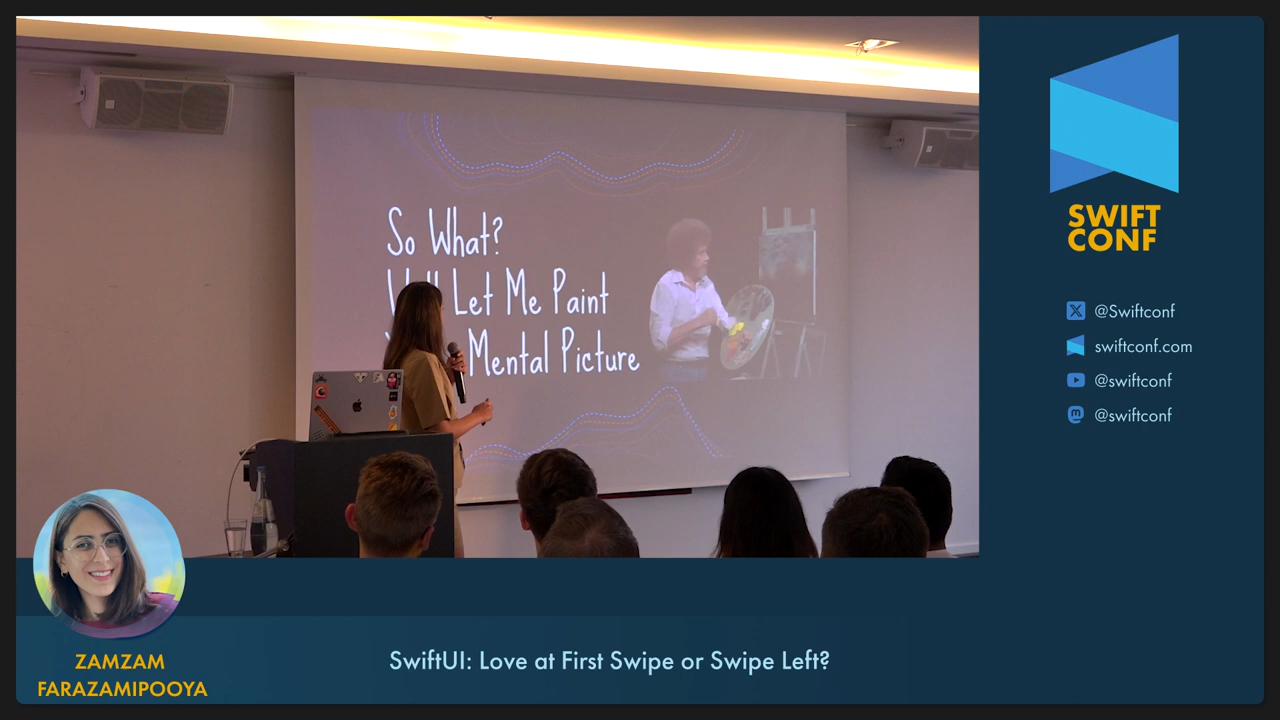 So What?
Let Me Paint
Mental Picture
SWIFT
CONF
@Swiftconf
swiftconf.com
@swiftconf
@swiftconf
ZAMZAM
FARAZAMIPOOYA
SwiftUI: Love at First Swipe or Swipe Left?